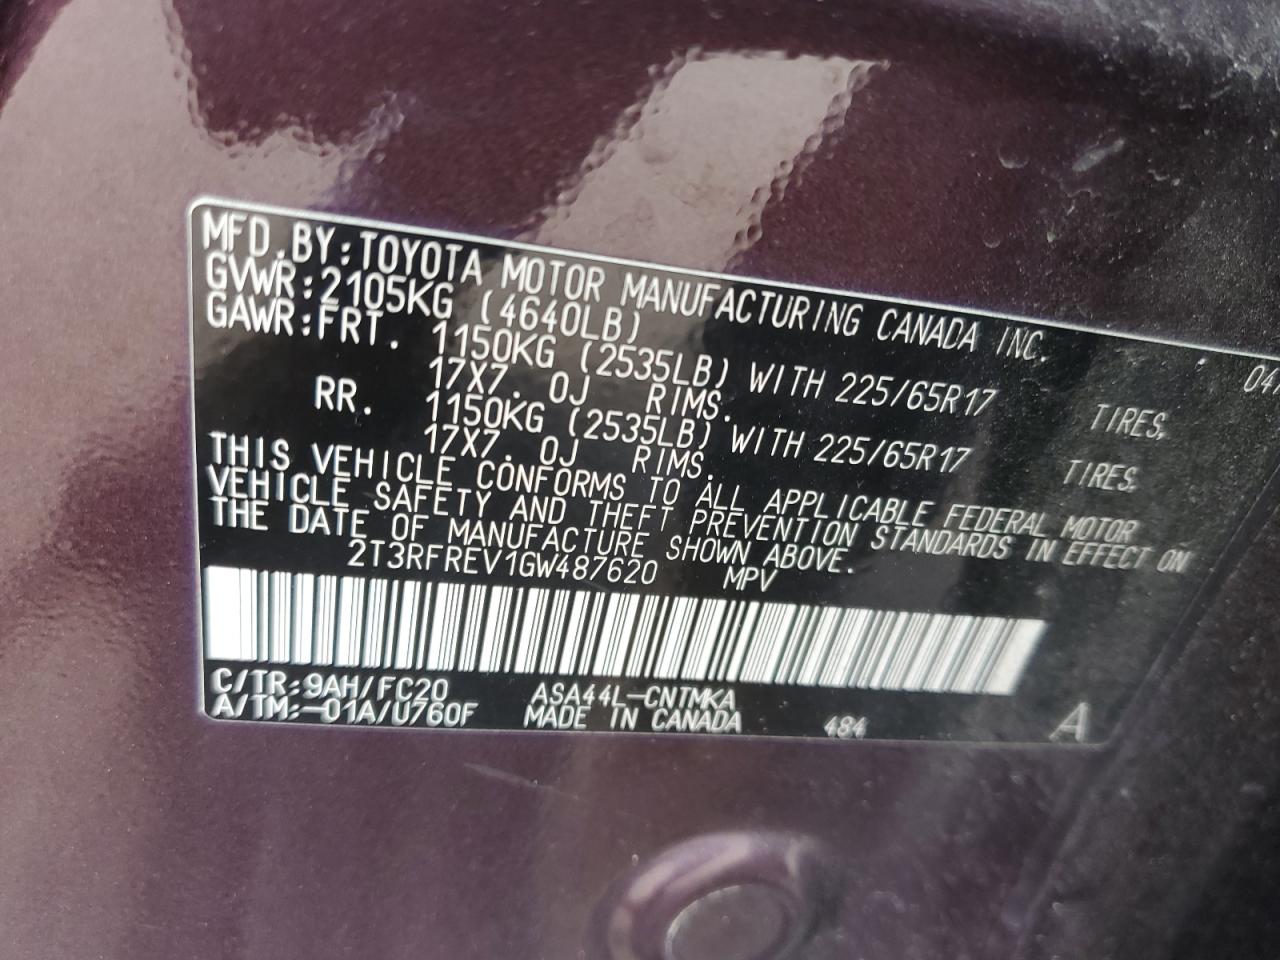 MFD. BY: TOYOTA MOTOR MANUFACTURING CANADA INC. 04
GVWR: 2105KG (4640LB)
GAWR: FRT. 1150KG (2535LB) WITH 225/65R17 TIRES,
17X7.0J RIMS.
RR. 1150KG (2535LB) WITH 225/65R17 TIRES,
17X7.0J RIMS.
THIS VEHICLE CONFORMS TO ALL APPLICABLE FEDERAL MOTOR
VEHICLE SAFETY AND THEFT PREVENTION STANDARDS IN EFFECT ON
THE DATE OF MANUFACTURE SHOWN ABOVE.
2T3RFREV1GW487620 MPV
C/TR:9AH/FC20 ASA44L-CNTMKA
A/TM:-01A/U760F MADE IN CANADA 484 A